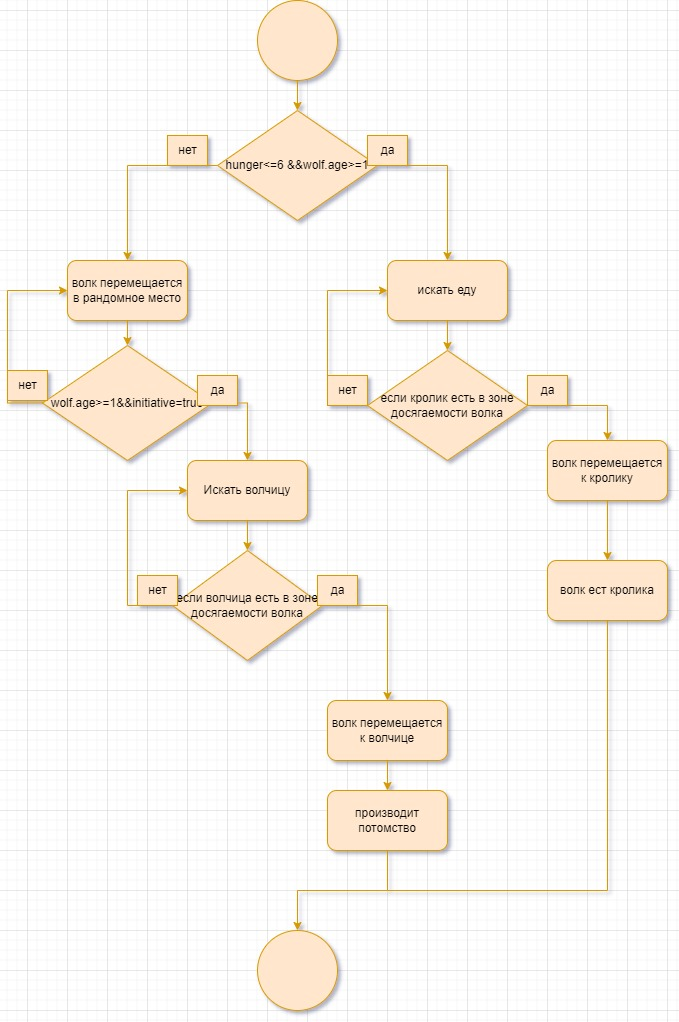 нет
hunger<=6 &&wolf.age>=1
да
волк перемещается
в рандомное место
искать еду
нет
wolf.age>=1&&initiative=true
да
нет
если кролик есть в зоне
досягаемости волка
да
Искать волчицу
волк перемещается
к кролику
нет
если волчица есть в зоне
досягаемости волка
да
волк ест кролика
волк перемещается
к волчице
производит
потомство